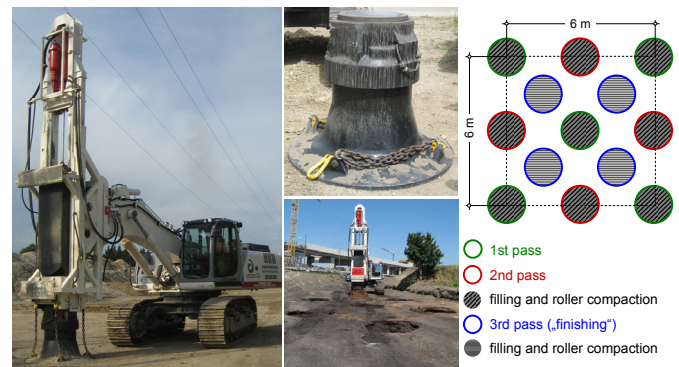 6 m
6 m
1st pass
2nd pass
filling and roller compaction
3rd pass („finishing“)
filling and roller compaction